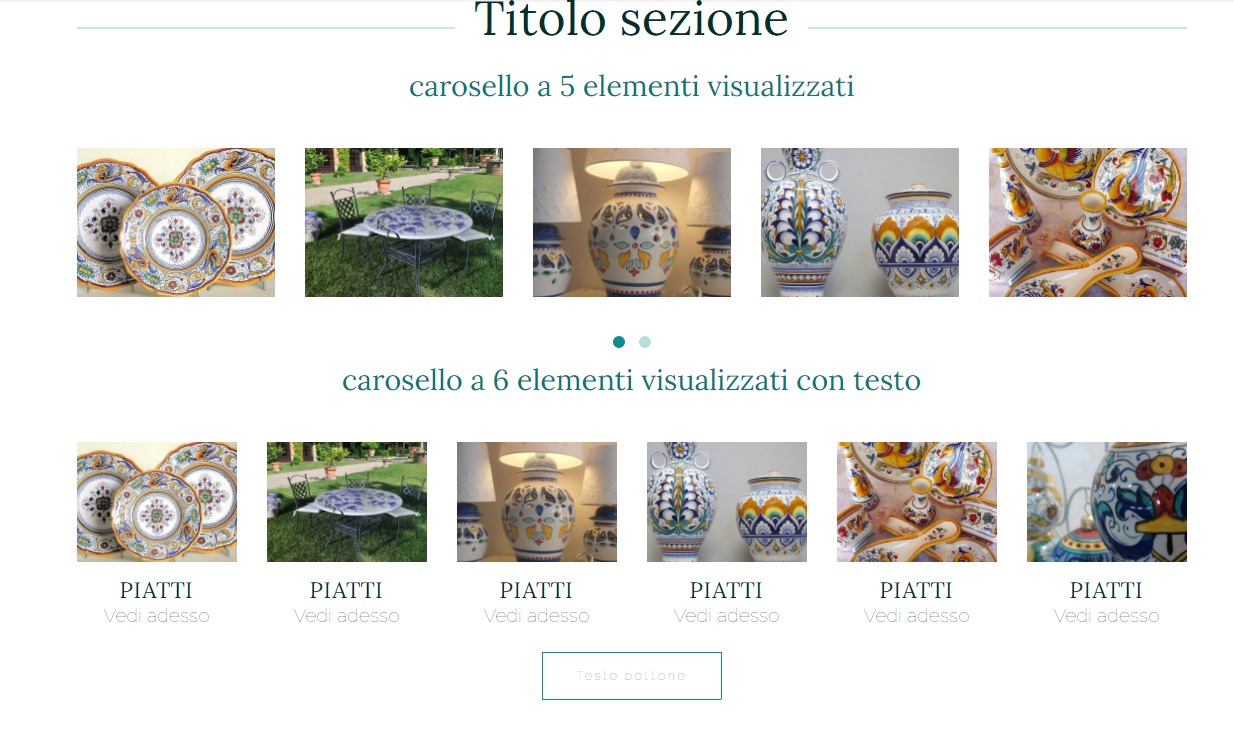 Titolo sezione
carosello a 5 elementi visualizzati
carosello a 6 elementi visualizzati con testo
PIATTI PIATTI PIATTI PIATTI PIATTI PIATTI
Vedi adesso Vedi adesso Vedi adesso Vedi adesso Vedi adesso Vedi adesso
Testo bottone